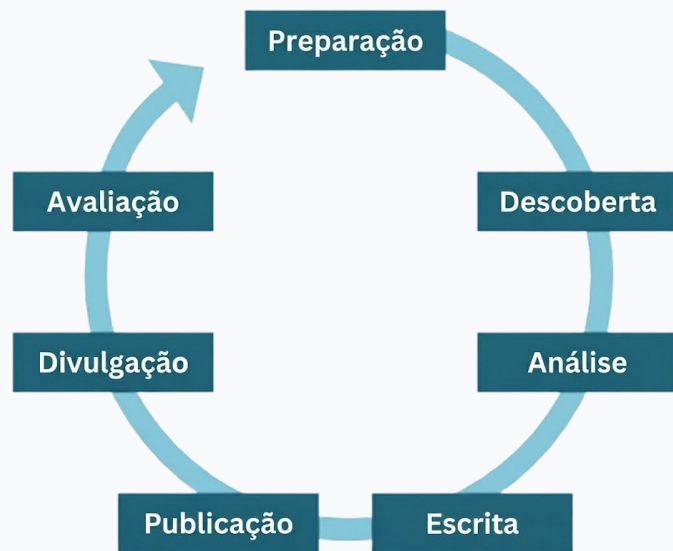 Preparação
Descoberta
Análise
Escrita
Publicação
Divulgação
Avaliação